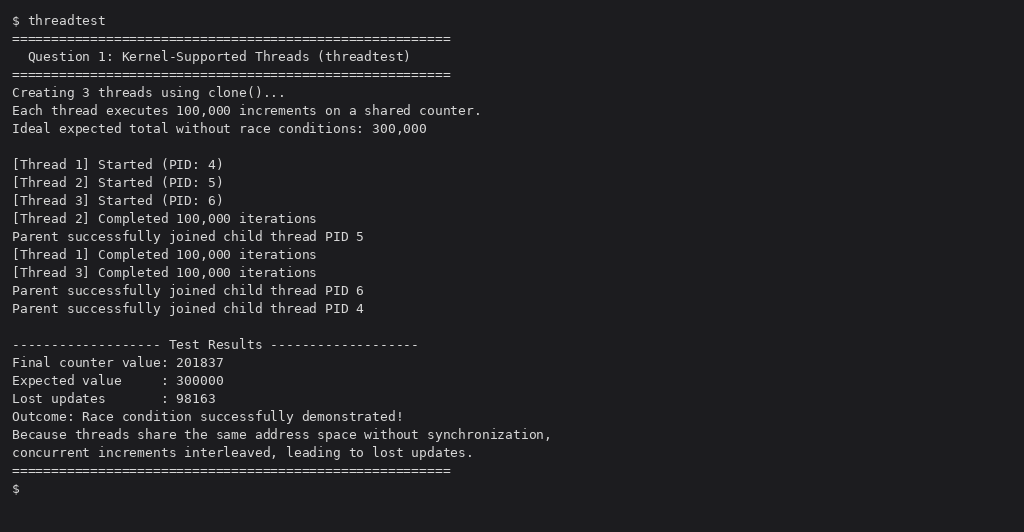 $ threadtest
========================================================
  Question 1: Kernel-Supported Threads (threadtest)
========================================================
Creating 3 threads using clone()...
Each thread executes 100,000 increments on a shared counter.
Ideal expected total without race conditions: 300,000

[Thread 1] Started (PID: 4)
[Thread 2] Started (PID: 5)
[Thread 3] Started (PID: 6)
[Thread 2] Completed 100,000 iterations
Parent successfully joined child thread PID 5
[Thread 1] Completed 100,000 iterations
[Thread 3] Completed 100,000 iterations
Parent successfully joined child thread PID 6
Parent successfully joined child thread PID 4

------------------- Test Results -------------------
Final counter value: 201837
Expected value     : 300000
Lost updates       : 98163
Outcome: Race condition successfully demonstrated!
Because threads share the same address space without synchronization,
concurrent increments interleaved, leading to lost updates.
========================================================
$